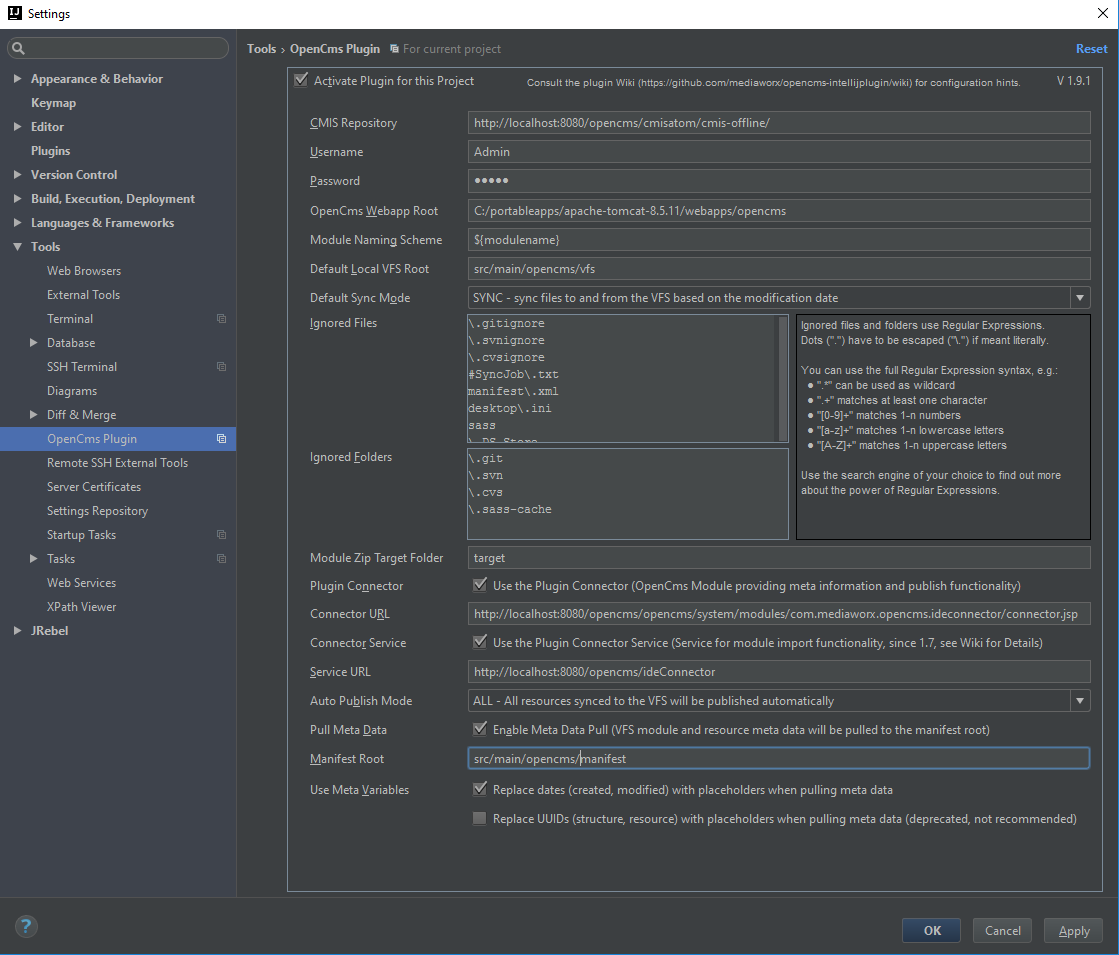 IJ Settings
Appearance & Behavior
Keymap
Editor
Plugins
Version Control
Build, Execution, Deployment
Languages & Frameworks
Tools
Web Browsers
External Tools
Terminal
Database
SSH Terminal
Diagrams
Diff & Merge
OpenCms Plugin
Remote SSH External Tools
Server Certificates
Settings Repository
Startup Tasks
Tasks
Web Services
XPath Viewer
JRebel
Tools › OpenCms Plugin For current project Reset
Activate Plugin for this Project Consult the plugin Wiki (https://github.com/mediaworx/opencms-intellijplugin/wiki) for configuration hints. V 1.9.1
CMIS Repository http://localhost:8080/opencms/cmisatom/cmis-offline/
Username Admin
Password •••••
OpenCms Webapp Root C:/portableapps/apache-tomcat-8.5.11/webapps/opencms
Module Naming Scheme ${modulename}
Default Local VFS Root src/main/opencms/vfs
Default Sync Mode SYNC - sync files to and from the VFS based on the modification date
Ignored Files
\.gitignore
\.svnignore
\.cvsignore
#SyncJob\.txt
manifest\.xml
desktop\.ini
sass
\.DS_Store
Ignored files and folders use Regular Expressions.
Dots (".") have to be escaped ("\.") if meant literally.
You can use the full Regular Expression syntax, e.g.:
● ".*" can be used as wildcard
● ".+" matches at least one character
● "[0-9]+" matches 1-n numbers
● "[a-z]+" matches 1-n lowercase letters
● "[A-Z]+" matches 1-n uppercase letters
Use the search engine of your choice to find out more
about the power of Regular Expressions.
Ignored Folders
\.git
\.svn
\.cvs
\.sass-cache
Module Zip Target Folder target
Plugin Connector Use the Plugin Connector (OpenCms Module providing meta information and publish functionality)
Connector URL http://localhost:8080/opencms/opencms/system/modules/com.mediaworx.opencms.ideconnector/connector.jsp
Connector Service Use the Plugin Connector Service (Service for module import functionality, since 1.7, see Wiki for Details)
Service URL http://localhost:8080/opencms/ideConnector
Auto Publish Mode ALL - All resources synced to the VFS will be published automatically
Pull Meta Data Enable Meta Data Pull (VFS module and resource meta data will be pulled to the manifest root)
Manifest Root src/main/opencms/manifest
Use Meta Variables Replace dates (created, modified) with placeholders when pulling meta data
Replace UUIDs (structure, resource) with placeholders when pulling meta data (deprecated, not recommended)
? OK Cancel Apply